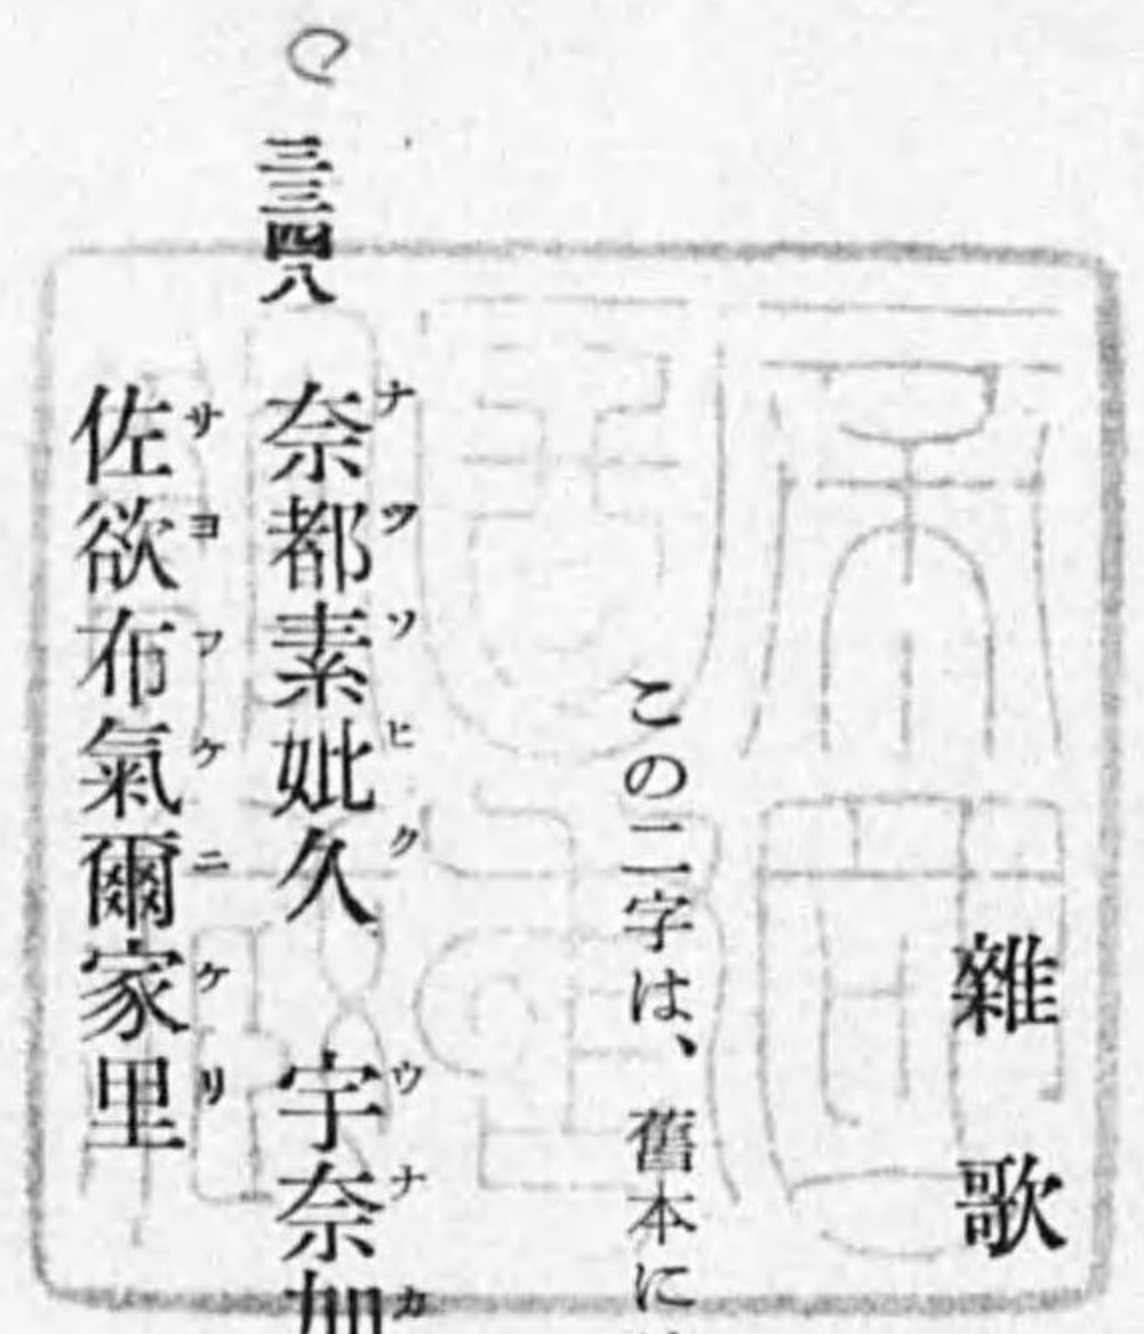 雜歌
この二字は、舊本に
三三四八
奈都素妣久 宇奈加
ナツソヒク ウナカ
佐欲布氣爾家里
サヨフケニケリ